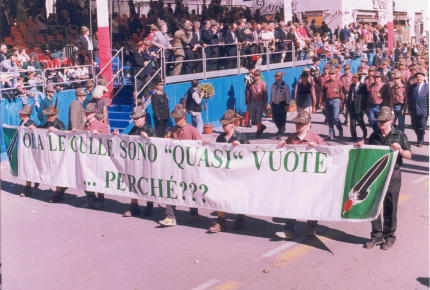 ORA LE CULLE SONO "QUASI" VUOTE
... PERCHÉ???